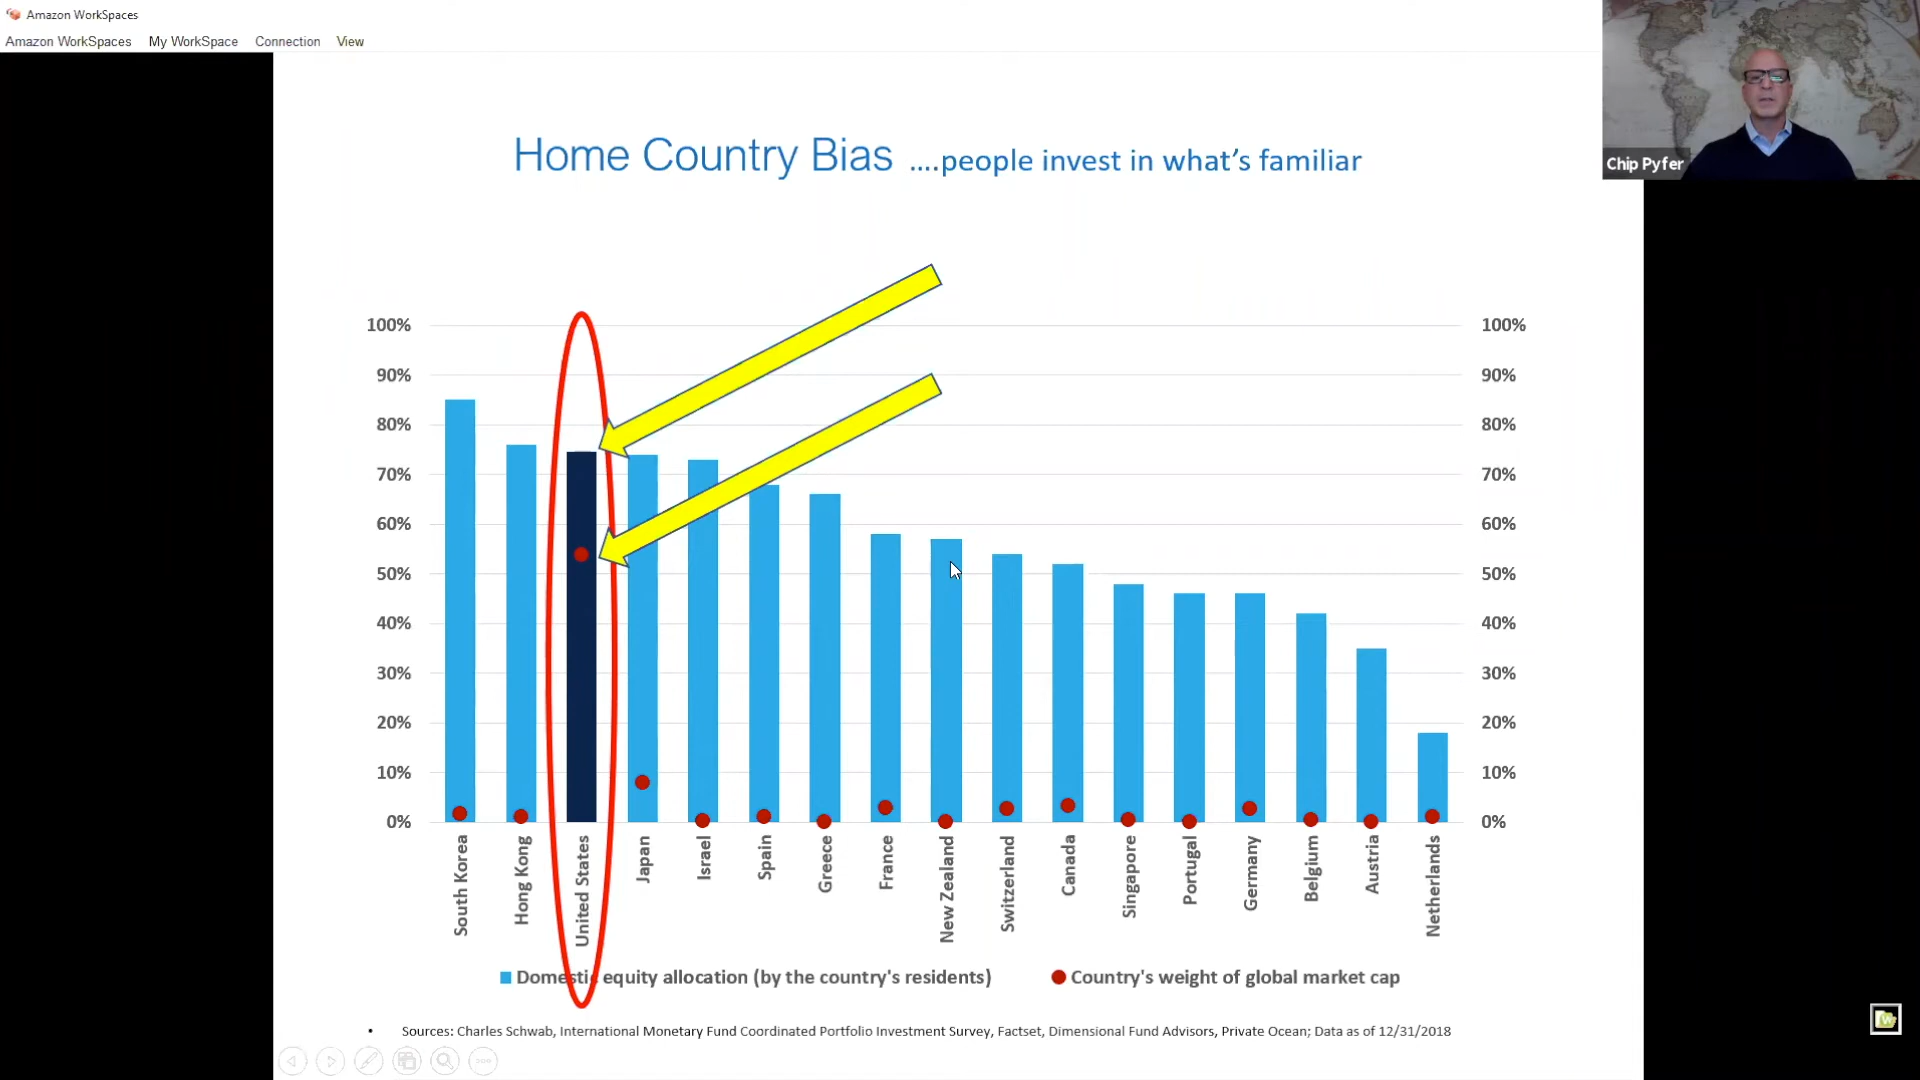 Amazon WorkSpaces
Amazon WorkSpaces My WorkSpace Connection View
Chip Pyfer
Home Country Bias ....people invest in what's familiar
100% 100%
90% 90%
80% 80%
70% 70%
60% 60%
50% 50%
40% 40%
30% 30%
20% 20%
10% 10%
0% 0%
South Korea
Hong Kong
United States
Japan
Israel
Spain
Greece
France
New Zealand
Switzerland
Canada
Singapore
Portugal
Germany
Belgium
Austria
Netherlands
Domestic equity allocation (by the country's residents) Country's weight of global market cap
• Sources: Charles Schwab, International Monetary Fund Coordinated Portfolio Investment Survey, Factset, Dimensional Fund Advisors, Private Ocean; Data as of 12/31/2018